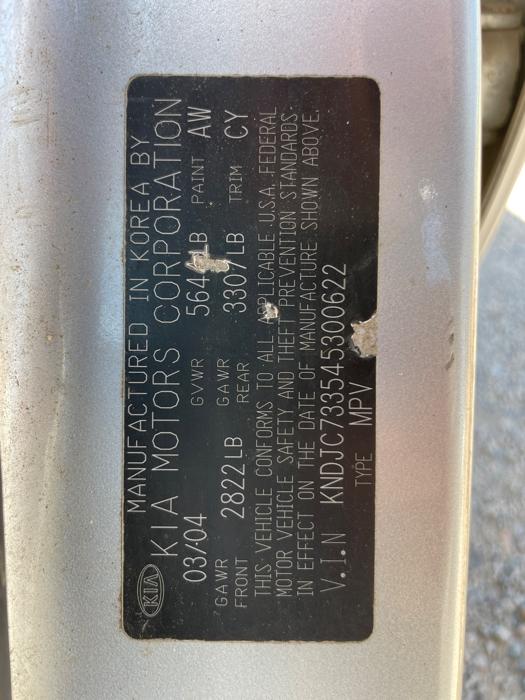 KIA
MANUFACTURED IN KOREA BY
KIA MOTORS CORPORATION
03/04 GVWR LB PAINT AW
GAWR FRONT 2822LB GAWR REAR 3307LB TRIM CY
THIS VEHICLE CONFORMS TO ALL APPLICABLE U.S.A. FEDERAL
MOTOR VEHICLE SAFETY AND THEFT PREVENTION STANDARDS
IN EFFECT ON THE DATE OF MANUFACTURE SHOWN ABOVE.
V.I.N KNDJC733545300622
TYPE MPV